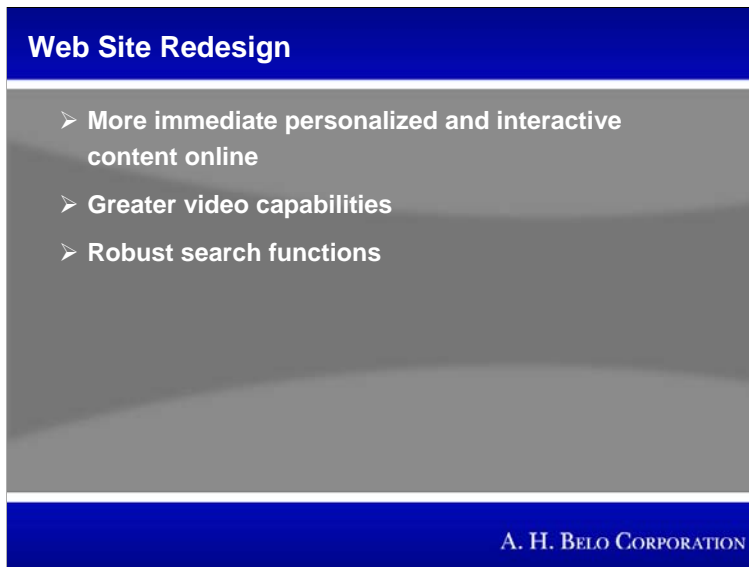 Web Site Redesign
➢ More immediate personalized and interactive
content online
➢ Greater video capabilities
➢ Robust search functions
A. H. BELO CORPORATION